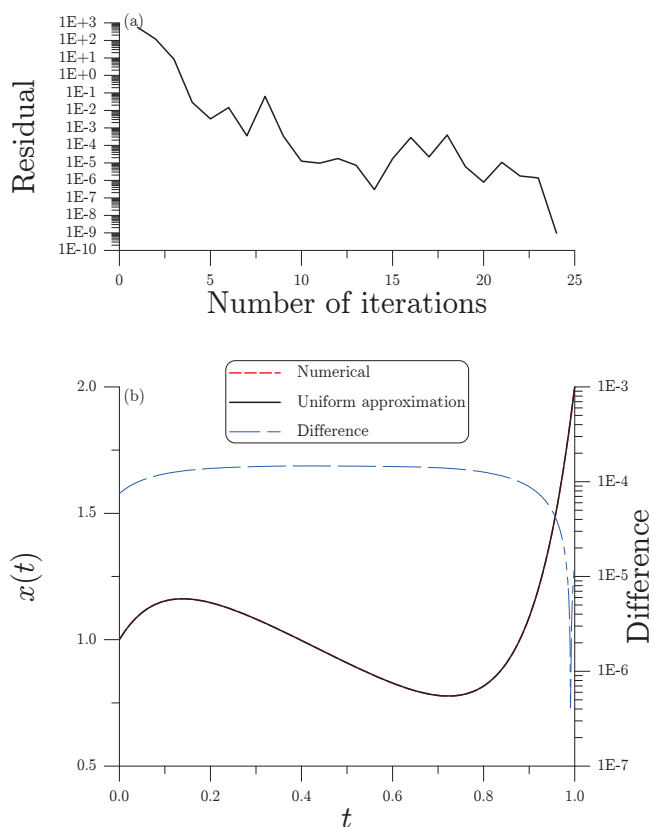 (a)
1E+3
1E+2
1E+1
1E+0
1E-1
1E-2
1E-3
1E-4
1E-5
1E-6
1E-7
1E-8
1E-9
1E-10
Residual
0 5 10 15 20 25
Number of iterations
(b)
Numerical
Uniform approximation
Difference
2.0
1.5
1.0
0.5
x(t)
1E-3
1E-4
1E-5
1E-6
1E-7
Difference
0.0 0.2 0.4 0.6 0.8 1.0
t